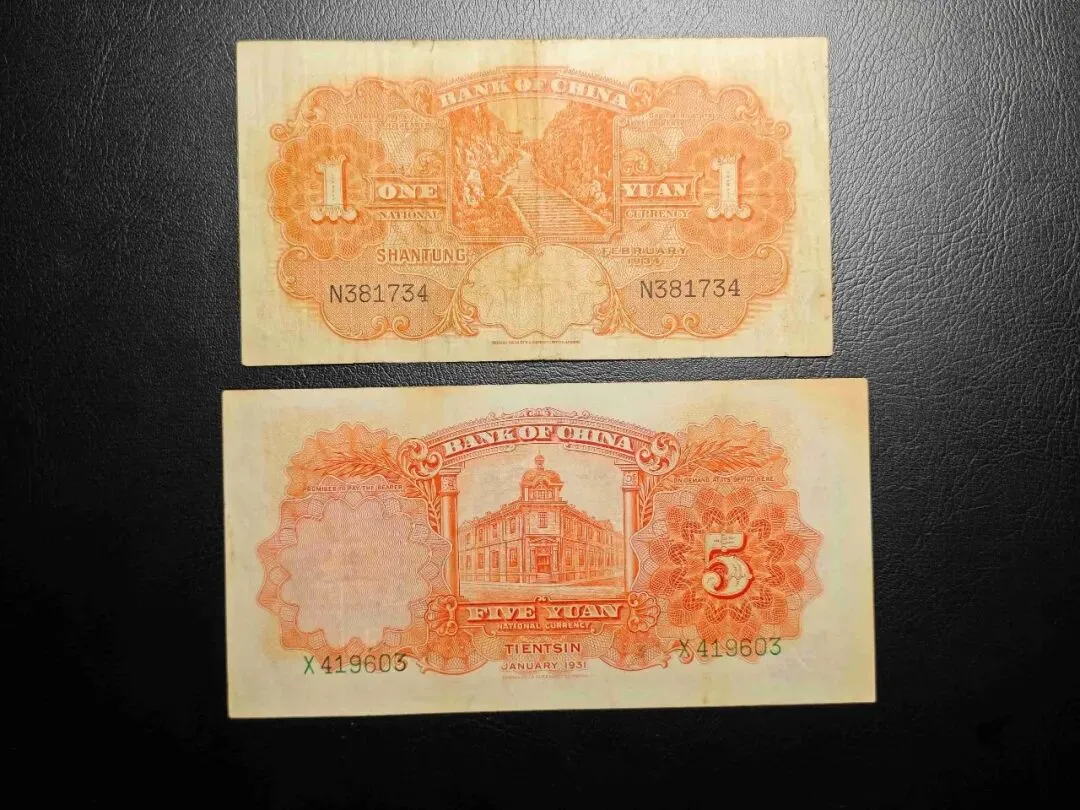 BANK OF CHINA
1 ONE YUAN 1
NATIONAL CURRENCY
SHANTUNG FEBRUARY
1934
N381734 N381734
BANK OF CHINA
PROMISES TO PAY THE BEARER ON DEMAND AT ITS OFFICE HERE
5
FIVE YUAN
NATIONAL CURRENCY
TIENTSIN
X419603 X419603
JANUARY 1931